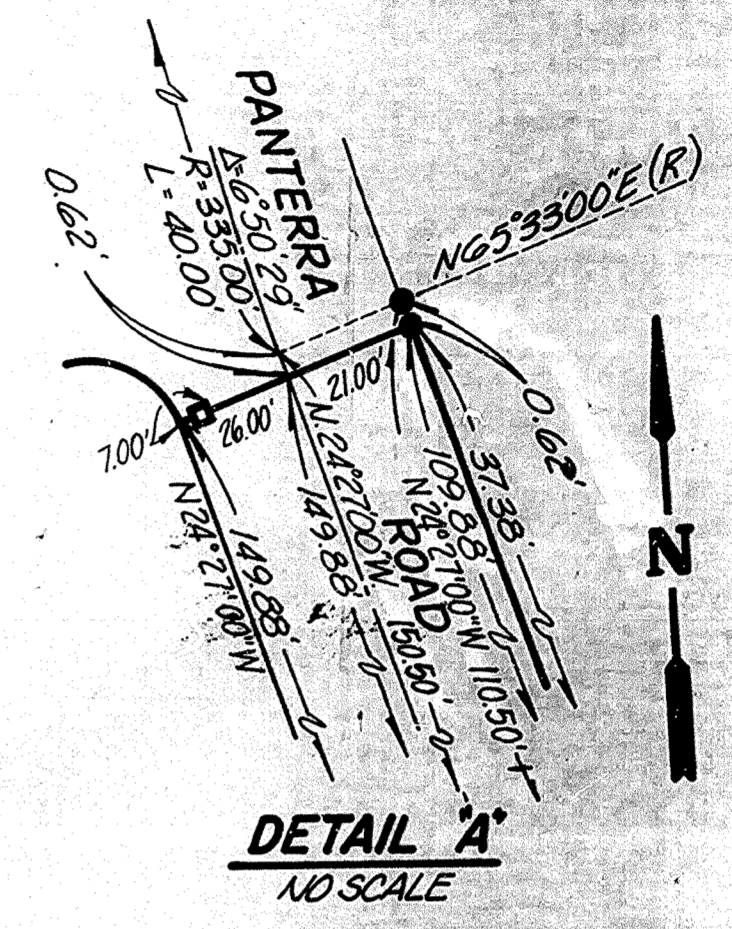 PANTERRA
Δ=6°50'29"
R=335.00'
L=40.00'
0.62'
N65°33'00"E (R)
21.00'
26.00'
7.00'
0.62'
N24°27'00"W
149.88'
N.24°27'00"W.
149.88'
150.50'
ROAD
37.38'
109.88'
N24°27'00"W
110.50'±
N
DETAIL "A"
NO SCALE